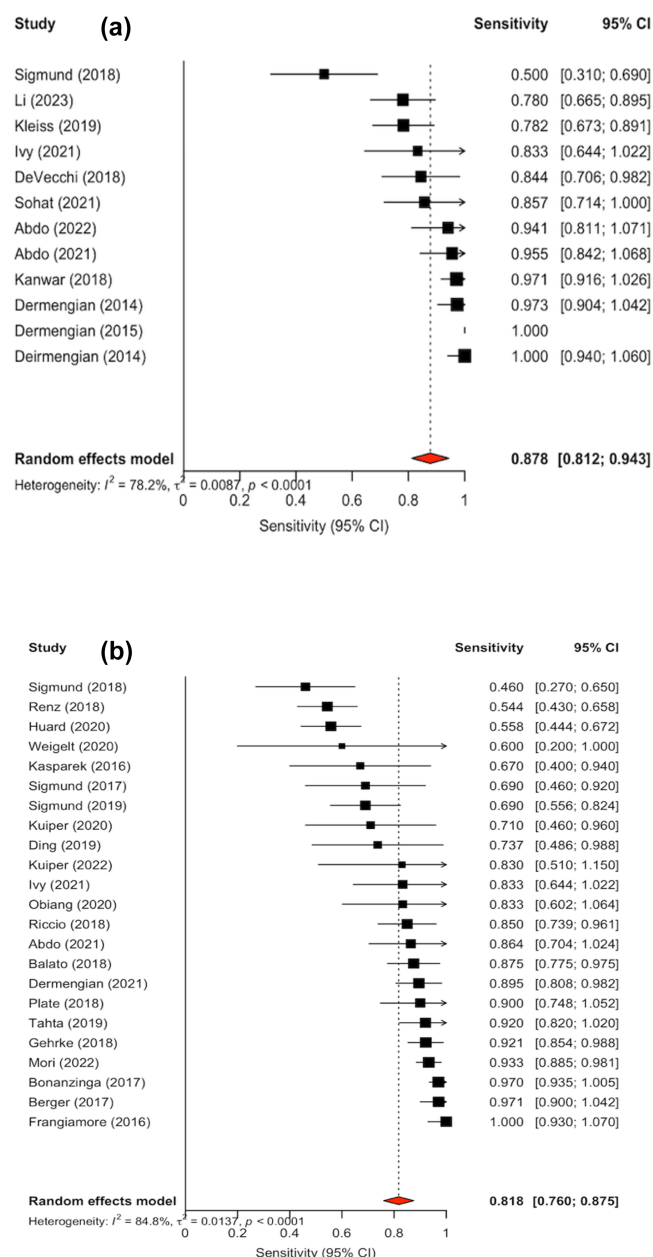 Study (a) Sensitivity 95% CI
Sigmund (2018) 0.500 [0.310; 0.690]
Li (2023) 0.780 [0.665; 0.895]
Kleiss (2019) 0.782 [0.673; 0.891]
Ivy (2021) 0.833 [0.644; 1.022]
DeVecchi (2018) 0.844 [0.706; 0.982]
Sohat (2021) 0.857 [0.714; 1.000]
Abdo (2022) 0.941 [0.811; 1.071]
Abdo (2021) 0.955 [0.842; 1.068]
Kanwar (2018) 0.971 [0.916; 1.026]
Dermengian (2014) 0.973 [0.904; 1.042]
Dermengian (2015) 1.000
Deirmengian (2014) 1.000 [0.940; 1.060]
Random effects model 0.878 [0.812; 0.943]
Heterogeneity: I² = 78.2%, τ² = 0.0087, p < 0.0001
0 0.2 0.4 0.6 0.8 1
Sensitivity (95% CI)
Study (b) Sensitivity 95% CI
Sigmund (2018) 0.460 [0.270; 0.650]
Renz (2018) 0.544 [0.430; 0.658]
Huard (2020) 0.558 [0.444; 0.672]
Weigelt (2020) 0.600 [0.200; 1.000]
Kasparek (2016) 0.670 [0.400; 0.940]
Sigmund (2017) 0.690 [0.460; 0.920]
Sigmund (2019) 0.690 [0.556; 0.824]
Kuiper (2020) 0.710 [0.460; 0.960]
Ding (2019) 0.737 [0.486; 0.988]
Kuiper (2022) 0.830 [0.510; 1.150]
Ivy (2021) 0.833 [0.644; 1.022]
Obiang (2020) 0.833 [0.602; 1.064]
Riccio (2018) 0.850 [0.739; 0.961]
Abdo (2021) 0.864 [0.704; 1.024]
Balato (2018) 0.875 [0.775; 0.975]
Dermengian (2021) 0.895 [0.808; 0.982]
Plate (2018) 0.900 [0.748; 1.052]
Tahta (2019) 0.920 [0.820; 1.020]
Gehrke (2018) 0.921 [0.854; 0.988]
Mori (2022) 0.933 [0.885; 0.981]
Bonanzinga (2017) 0.970 [0.935; 1.005]
Berger (2017) 0.971 [0.900; 1.042]
Frangiamore (2016) 1.000 [0.930; 1.070]
Random effects model 0.818 [0.760; 0.875]
Heterogeneity: I² = 84.8%, τ² = 0.0137, p < 0.0001
0 0.2 0.4 0.6 0.8 1
Sensitivity (95% CI)